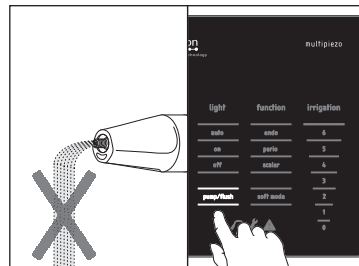 on
multipiezo
light function irrigation
auto endo 6
on perio 5
off scaler 4
3
pump/flush soft mode 2
1
0